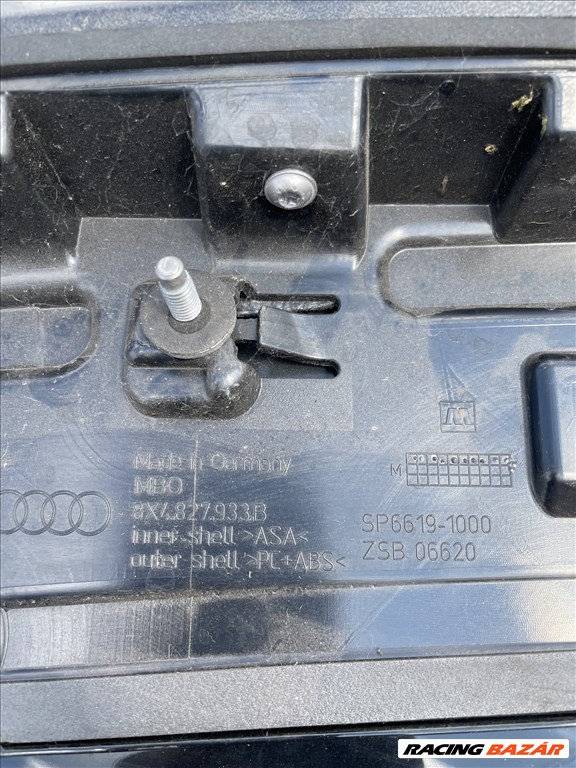 Made in Germany
MBO
8X4.827.933.B
inner shell >ASA<
outer shell >PC+ABS<
M
SP6619-1000
ZSB 06620
RACING BAZÁR